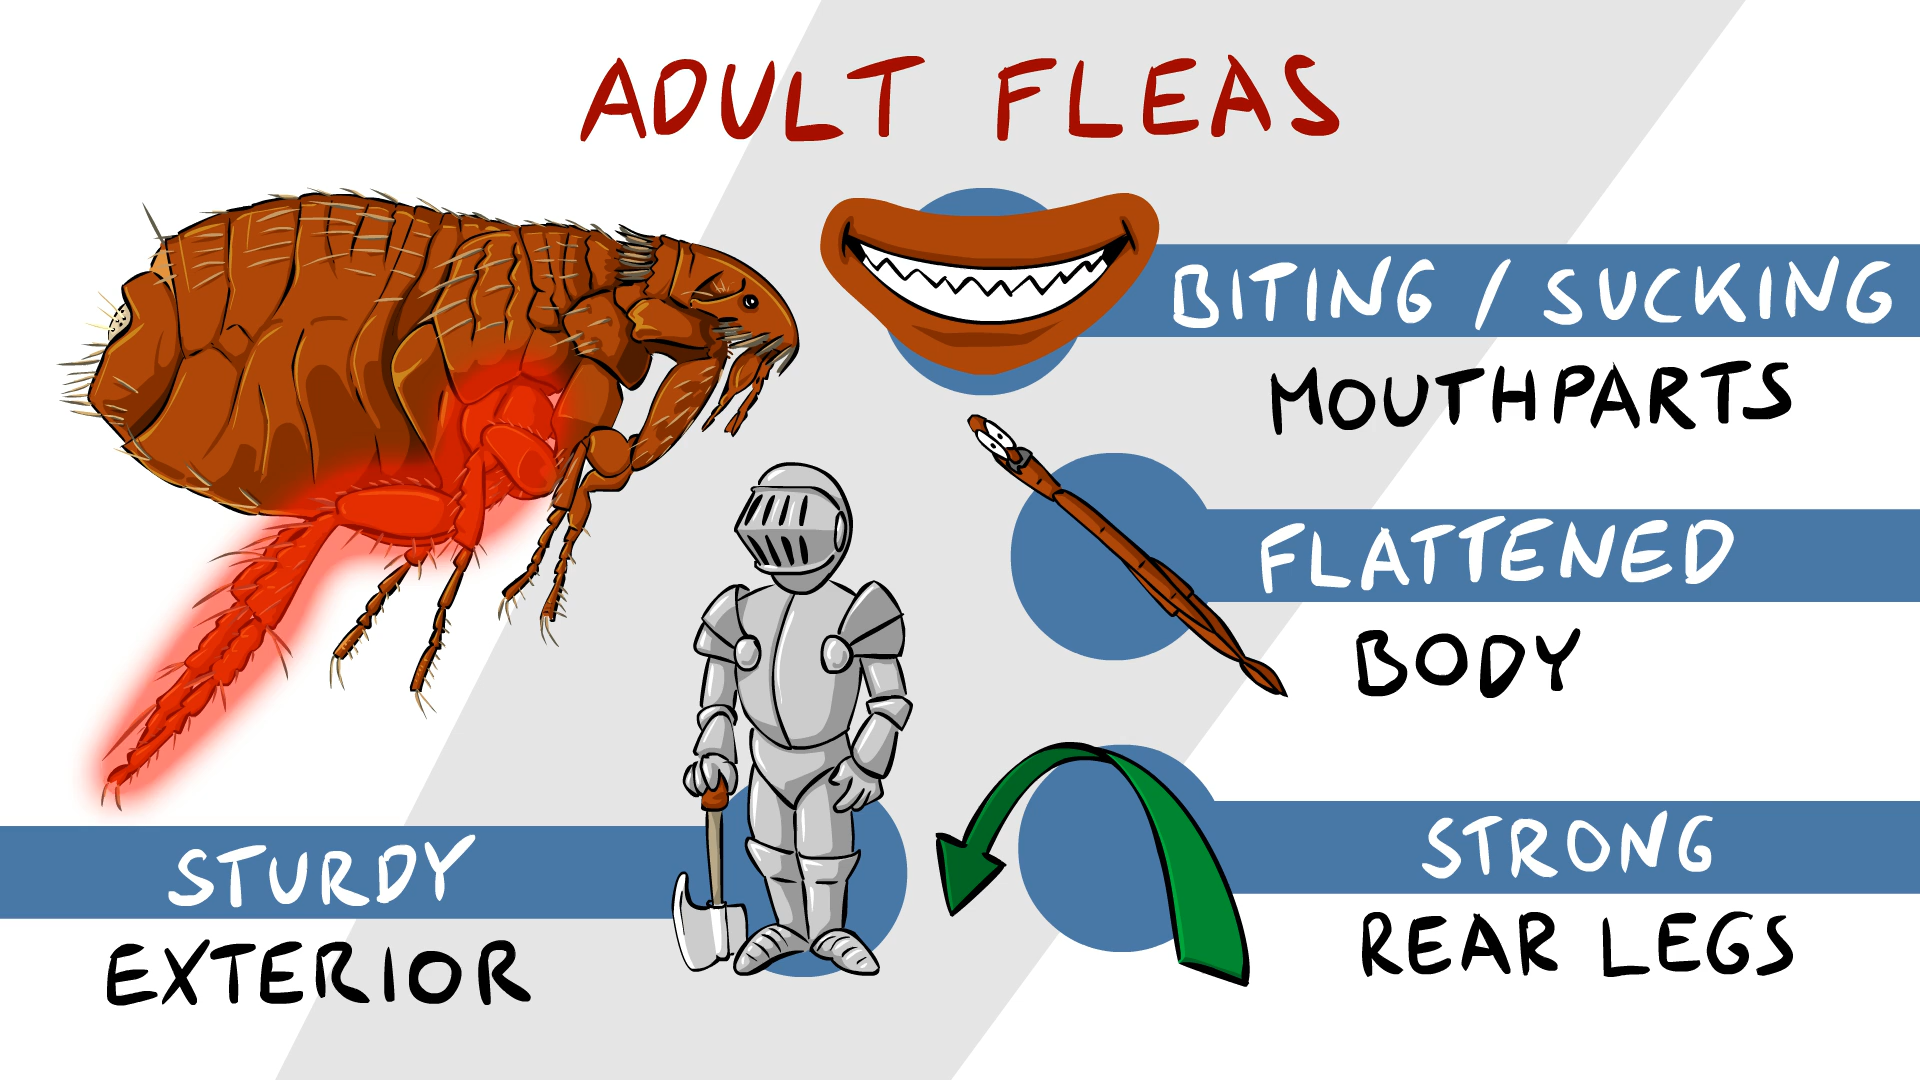 ADULT FLEAS
BITING / SUCKING
MOUTHPARTS
FLATTENED
BODY
STRONG
REAR LEGS
STURDY
EXTERIOR